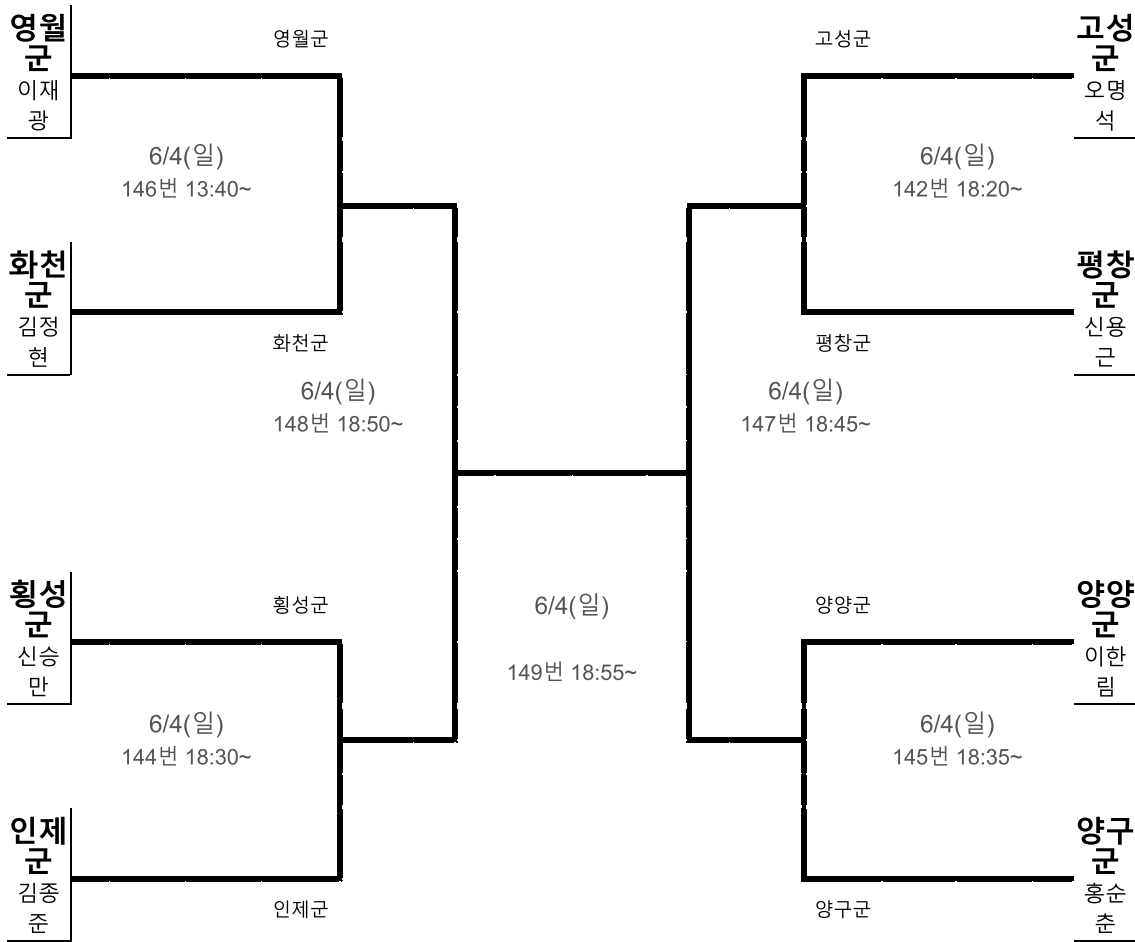 영월
군
이재
광
영월군
6/4(일)
146번 13:40~
화천
군
김정
현
화천군
6/4(일)
148번 18:50~
횡성
군
신승
만
횡성군
6/4(일)
144번 18:30~
인제
군
김종
준
인제군
6/4(일)
149번 18:55~
고성군
고성
군
오명
석
6/4(일)
142번 18:20~
평창
군
신용
근
평창군
6/4(일)
147번 18:45~
양양군
양양
군
이한
림
6/4(일)
145번 18:35~
양구
군
홍순
춘
양구군